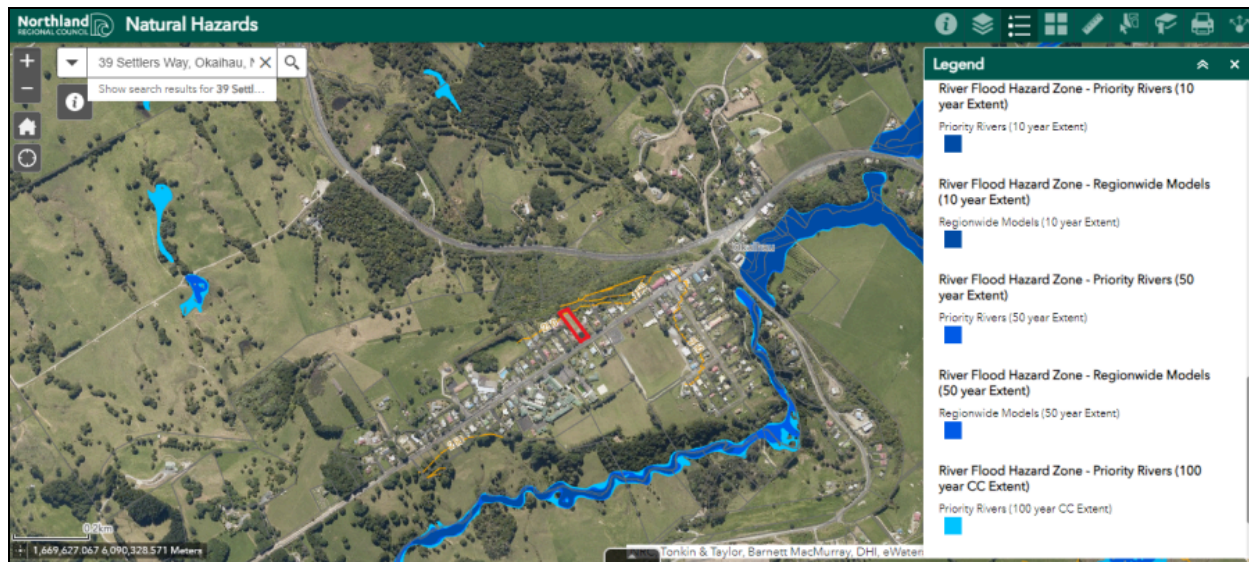 Northland
REGIONAL COUNCIL
Natural Hazards
39 Settlers Way, Okaihau, N
Show search results for 39 Settl...
Legend
River Flood Hazard Zone - Priority Rivers (10
year Extent)
Priority Rivers (10 year Extent)
River Flood Hazard Zone - Regionwide Models
(10 year Extent)
Regionwide Models (10 year Extent)
River Flood Hazard Zone - Priority Rivers (50
year Extent)
Priority Rivers (50 year Extent)
River Flood Hazard Zone - Regionwide Models
(50 year Extent)
Regionwide Models (50 year Extent)
River Flood Hazard Zone - Priority Rivers (100
year CC Extent)
Priority Rivers (100 year CC Extent)
Okaihau
0.2km
1,669,627.067 6,090,328.571 Meters
Tonkin & Taylor, Barnett MacMurray, DHI, eWateri